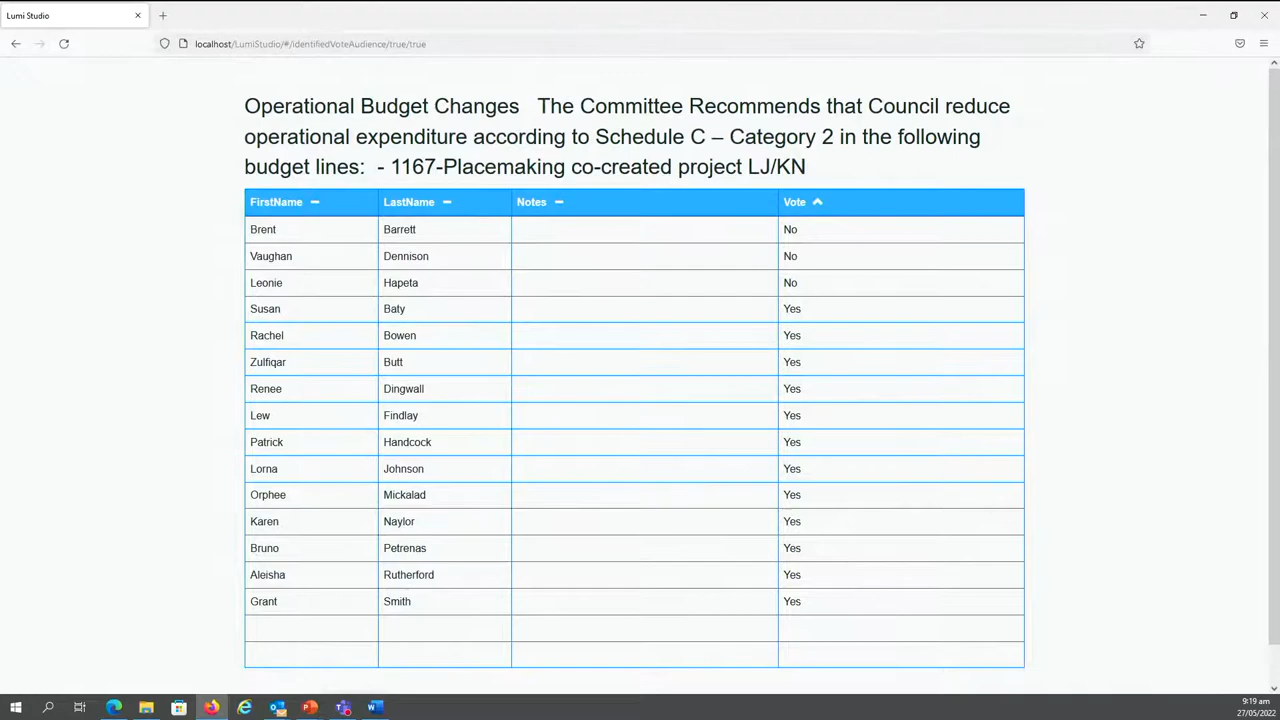 Lumi Studio
localhost/LumiStudio/#/identifiedVoteAudience/true/true
Operational Budget Changes The Committee Recommends that Council reduce
operational expenditure according to Schedule C – Category 2 in the following
budget lines: - 1167-Placemaking co-created project LJ/KN
FirstName LastName Notes Vote
Brent Barrett No
Vaughan Dennison No
Leonie Hapeta No
Susan Baty Yes
Rachel Bowen Yes
Zulfiqar Butt Yes
Renee Dingwall Yes
Lew Findlay Yes
Patrick Handcock Yes
Lorna Johnson Yes
Orphee Mickalad Yes
Karen Naylor Yes
Bruno Petrenas Yes
Aleisha Rutherford Yes
Grant Smith Yes
9:19 am
27/05/2022